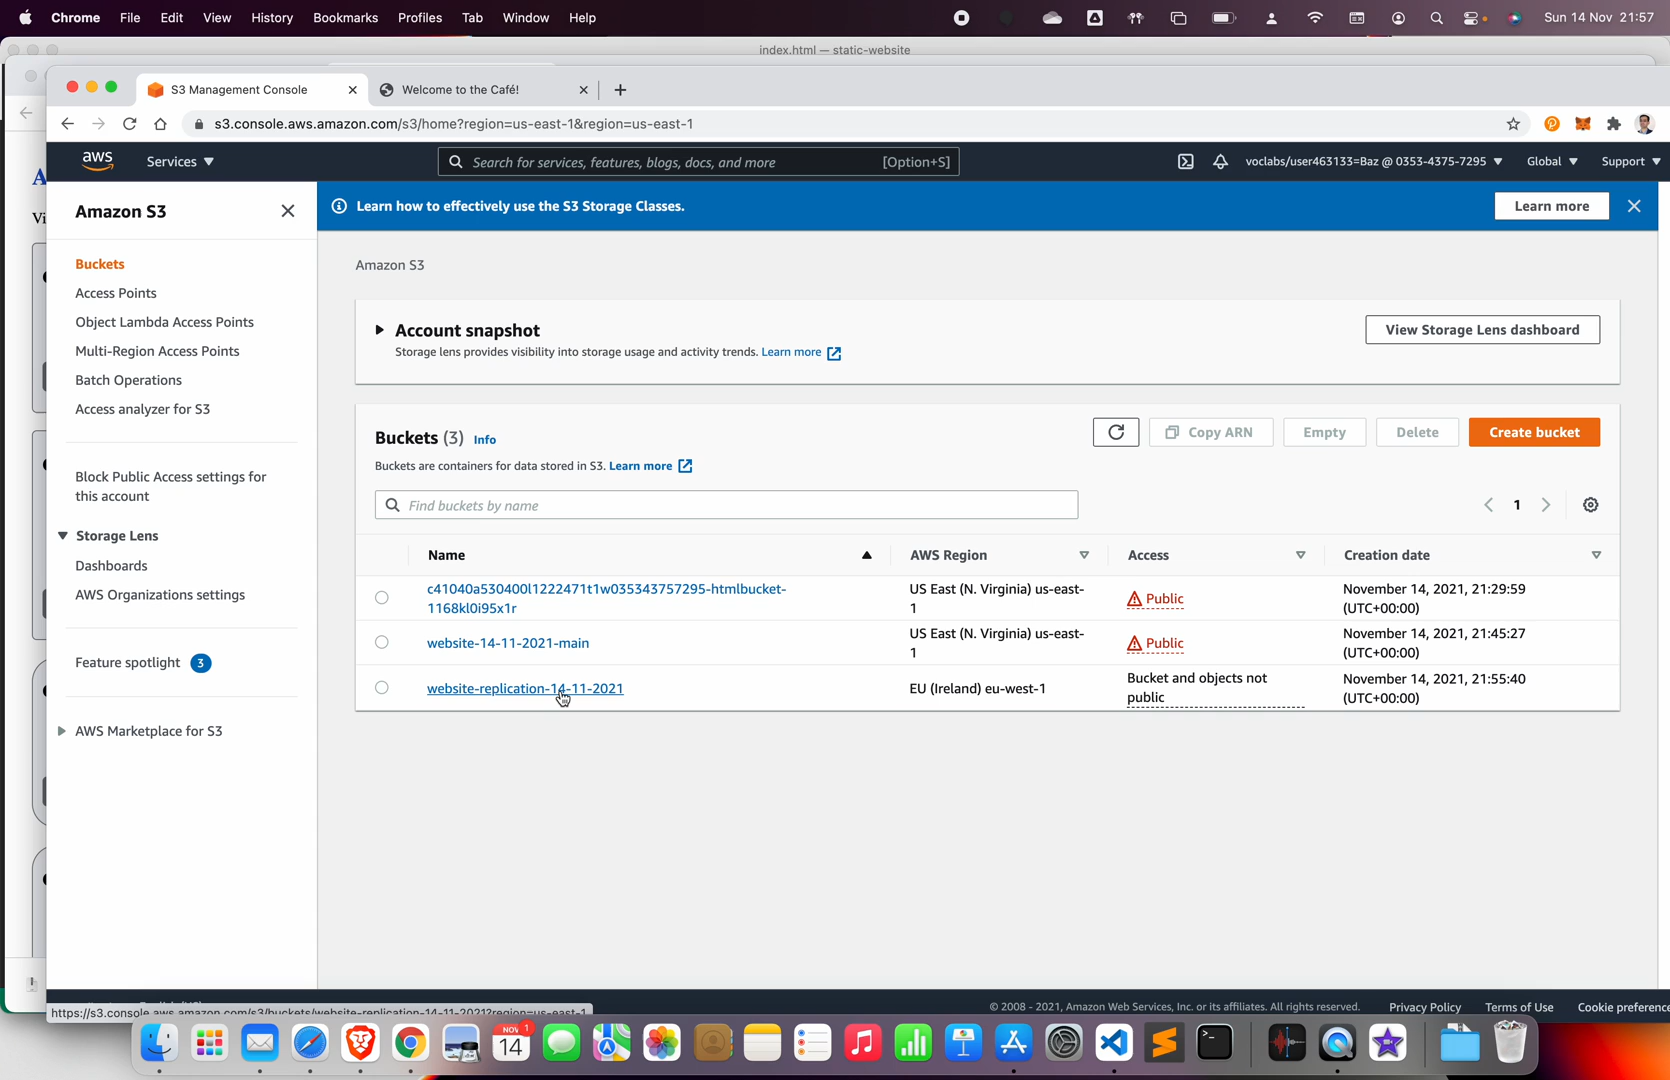 Chrome File Edit View History Bookmarks Profiles Tab Window Help Sun 14 Nov 21:57
index.html — static-website
S3 Management Console Welcome to the Café!
s3.console.aws.amazon.com/s3/home?region=us-east-1&region=us-east-1
aws Services Search for services, features, blogs, docs, and more [Option+S] voclabs/user463133=Baz @ 0353-4375-7295 Global Support
Amazon S3
Learn how to effectively use the S3 Storage Classes. Learn more
Vi
Buckets
Access Points
Object Lambda Access Points
Multi-Region Access Points
Batch Operations
Access analyzer for S3
Block Public Access settings for
this account
Storage Lens
Dashboards
AWS Organizations settings
Feature spotlight 3
AWS Marketplace for S3
Amazon S3
Account snapshot
Storage lens provides visibility into storage usage and activity trends. Learn more
View Storage Lens dashboard
Buckets (3) Info
Buckets are containers for data stored in S3. Learn more
Copy ARN Empty Delete Create bucket
Find buckets by name
1
Name AWS Region Access Creation date
c41040a530400l1222471t1w035343757295-htmlbucket-
1168kl0i95x1r
US East (N. Virginia) us-east-
1
Public
November 14, 2021, 21:29:59
(UTC+00:00)
website-14-11-2021-main
US East (N. Virginia) us-east-
1
Public
November 14, 2021, 21:45:27
(UTC+00:00)
website-replication-14-11-2021
EU (Ireland) eu-west-1
Bucket and objects not
public
November 14, 2021, 21:55:40
(UTC+00:00)
https://s3.console.aws.amazon.com/s3/buckets/website-replication-14-11-2021?region=us-east-1
© 2008 - 2021, Amazon Web Services, Inc. or its affiliates. All rights reserved. Privacy Policy Terms of Use Cookie preference
NOV 1
14